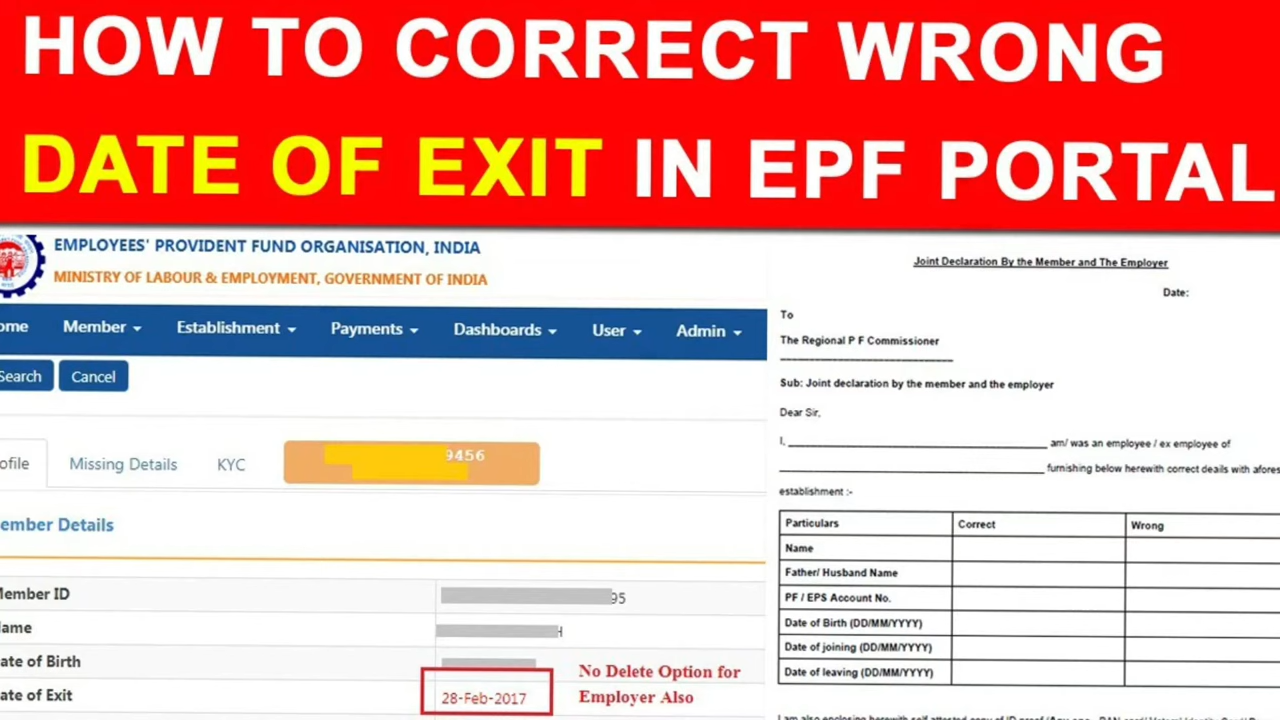 HOW TO CORRECT WRONG
DATE OF EXIT IN EPF PORTAL
EMPLOYEES' PROVIDENT FUND ORGANISATION, INDIA
MINISTRY OF LABOUR & EMPLOYMENT, GOVERNMENT OF INDIA
ome Member Establishment Payments Dashboards User Admin
Search Cancel
ofile Missing Details KYC 9456
ember Details
Member ID 95
ame H
ate of Birth
ate of Exit 28-Feb-2017
No Delete Option for
Employer Also
Joint Declaration By the Member and The Employer
Date:
To
The Regional P F Commissioner
Sub: Joint declaration by the member and the employer
Dear Sir,
I, am/ was an employee / ex employee of
furnishing below herewith correct deails with afores
establishment :-
Particulars Correct Wrong
Name
Father/ Husband Name
PF / EPS Account No.
Date of Birth (DD/MM/YYYY)
Date of joining (DD/MM/YYYY)
Date of leaving (DD/MM/YYYY)